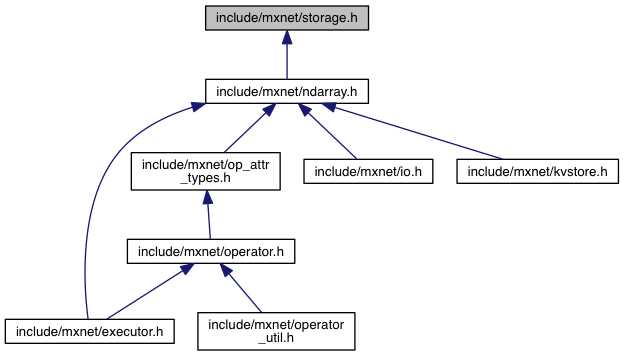 include/mxnet/storage.h
include/mxnet/ndarray.h
include/mxnet/op_attr
_types.h
include/mxnet/io.h
include/mxnet/kvstore.h
include/mxnet/operator.h
include/mxnet/executor.h
include/mxnet/operator
_util.h